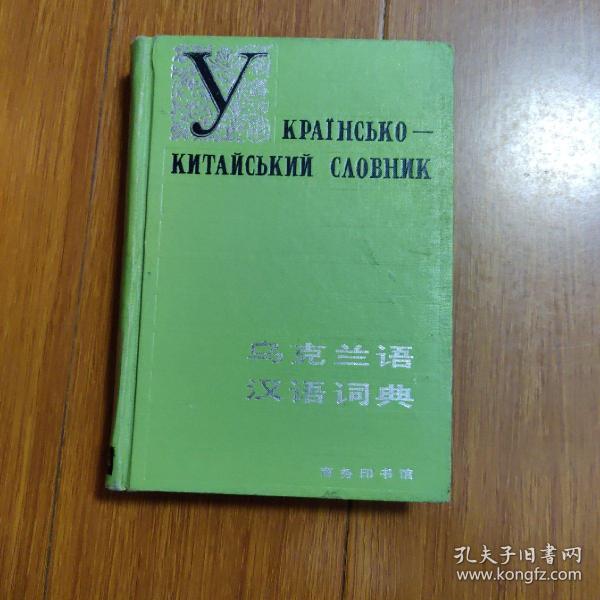 УКРАЇНСЬКО—
КИТАЙСЬКИЙ СЛОВНИК
乌克兰语
汉语词典
商务印书馆
孔夫子旧书网
www.kongfz.com